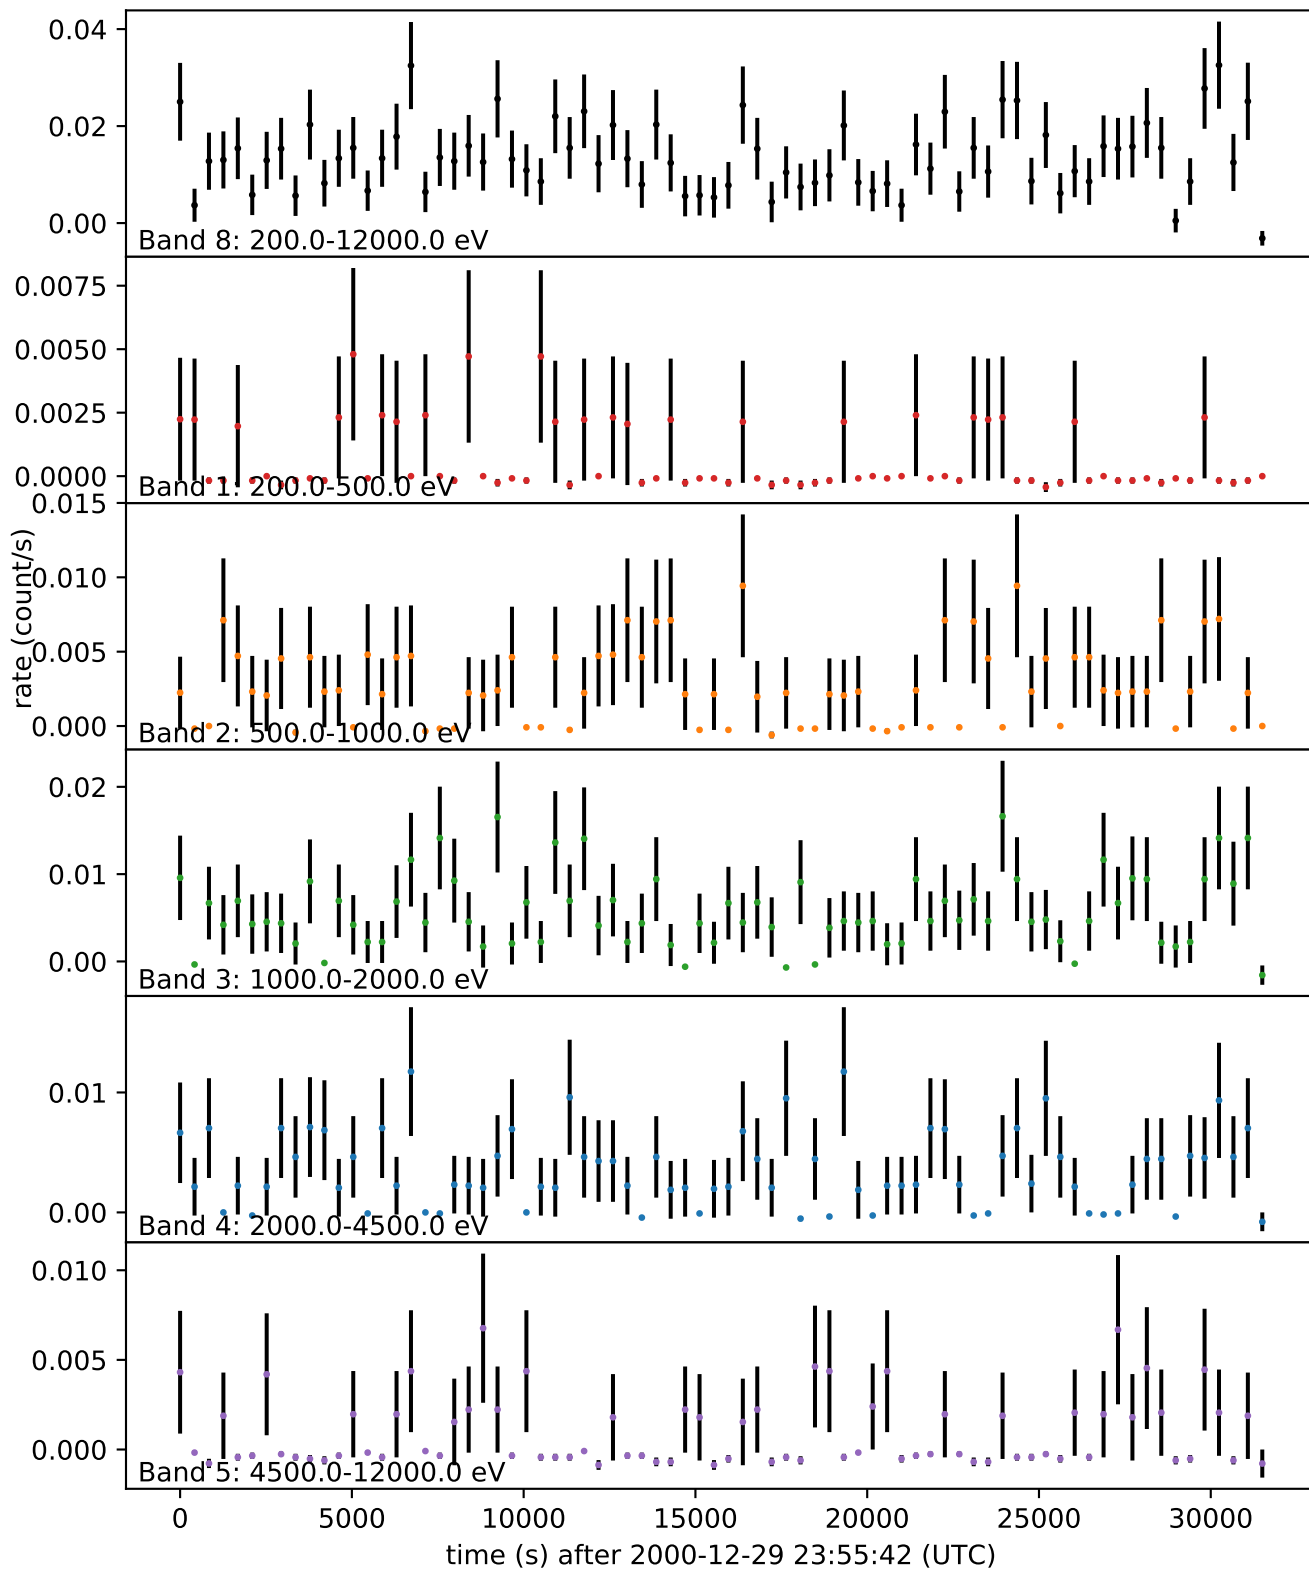 0.04
0.02
0.00
Band 8: 200.0-12000.0 eV
0.0075
0.0050
0.0025
0.0000
Band 1: 200.0-500.0 eV
0.015
0.010
0.005
0.000
Band 2: 500.0-1000.0 eV
rate (count/s)
0.02
0.01
0.00
Band 3: 1000.0-2000.0 eV
0.01
0.00
Band 4: 2000.0-4500.0 eV
0.010
0.005
0.000
Band 5: 4500.0-12000.0 eV
0 5000 10000 15000 20000 25000 30000
time (s) after 2000-12-29 23:55:42 (UTC)